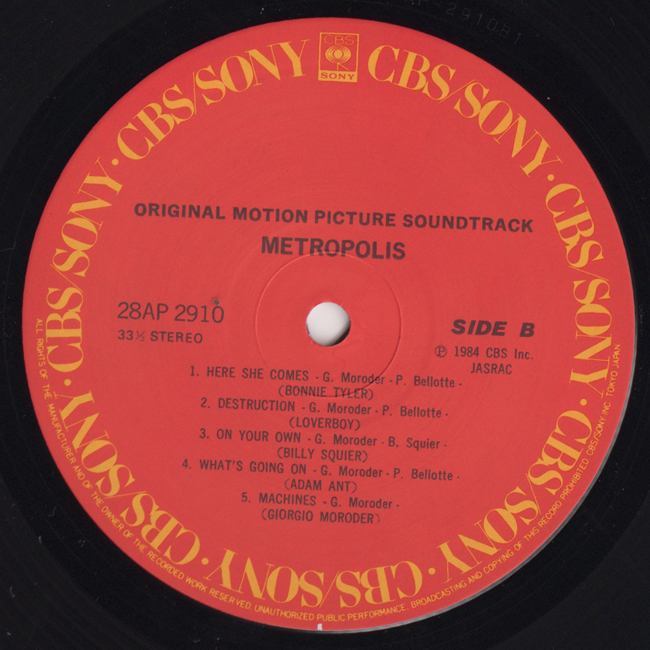 28AP-2910B1
CBS
SONY
CBS/SONY · CBS/SONY · CBS/SONY · CBS/SONY · CBS/SONY · CBS/SONY · CBS/SONY · CBS/SONY
ORIGINAL MOTION PICTURE SOUNDTRACK
METROPOLIS
28AP 2910
33⅓ STEREO
SIDE B
Ⓟ 1984 CBS Inc.
JASRAC
1. HERE SHE COMES - G. Moroder - P. Bellotte -
(BONNIE TYLER)
2. DESTRUCTION - G. Moroder - P. Bellotte -
(LOVERBOY)
3. ON YOUR OWN - G. Moroder - B. Squier -
(BILLY SQUIER)
4. WHAT'S GOING ON - G. Moroder - P. Bellotte -
(ADAM ANT)
5. MACHINES - G. Moroder -
(GIORGIO MORODER)
ALL RIGHTS OF THE MANUFACTURER AND OF THE OWNER OF THE RECORDED WORK RESERVED. UNAUTHORIZED PUBLIC PERFORMANCE. BROADCASTING AND COPYING OF THIS RECORD PROHIBITED CBS/SONY INC. TOKYO JAPAN